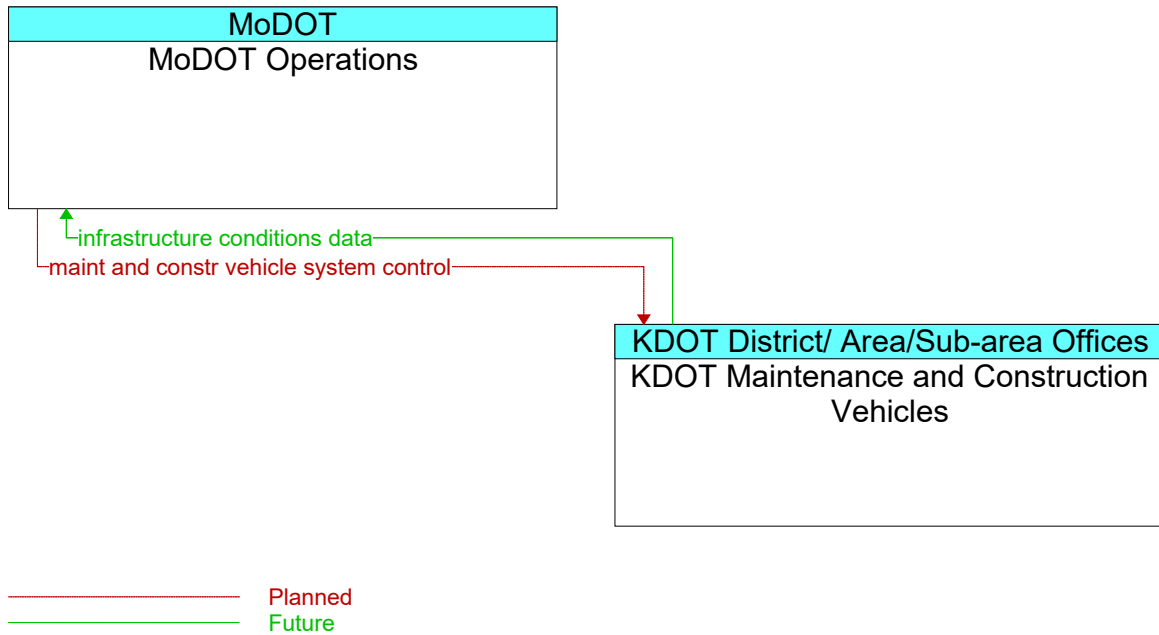 MoDOT
MoDOT Operations
infrastructure conditions data
maint and constr vehicle system control
KDOT District/ Area/Sub-area Offices
KDOT Maintenance and Construction
Vehicles
Planned
Future